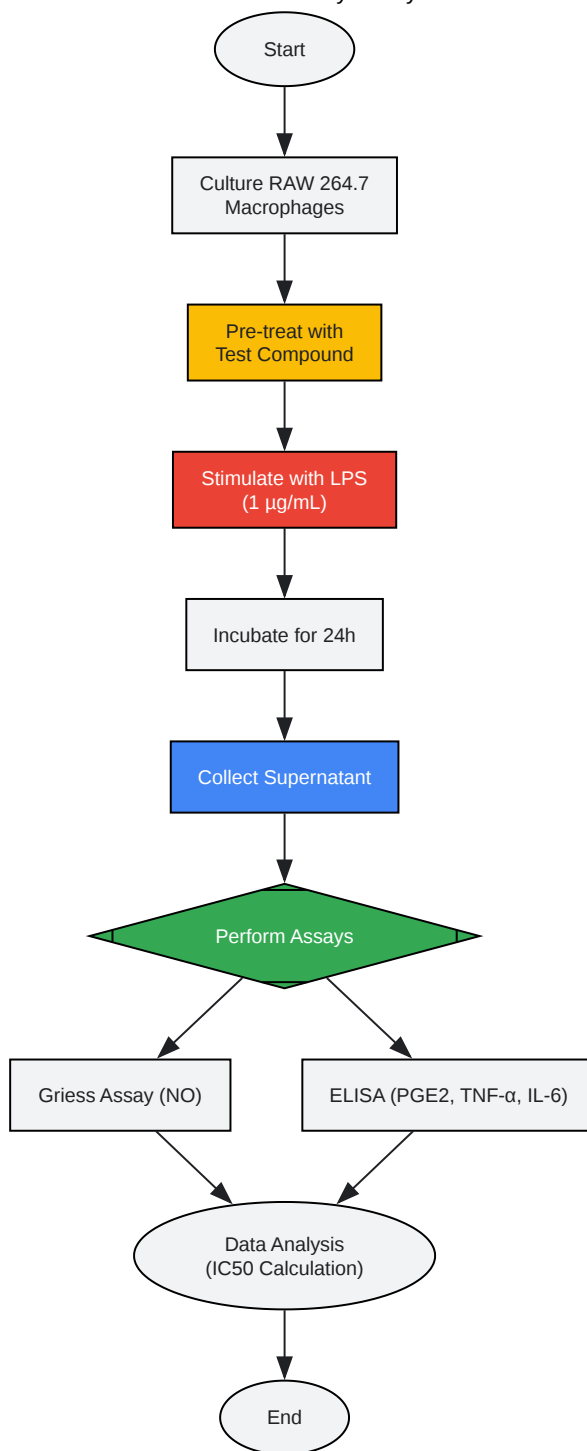 Start
Culture RAW 264.7
Macrophages
Pre-treat with
Test Compound
Stimulate with LPS
(1 µg/mL)
Incubate for 24h
Collect Supernatant
Perform Assays
Griess Assay (NO)
ELISA (PGE2, TNF-α, IL-6)
Data Analysis
(IC50 Calculation)
End